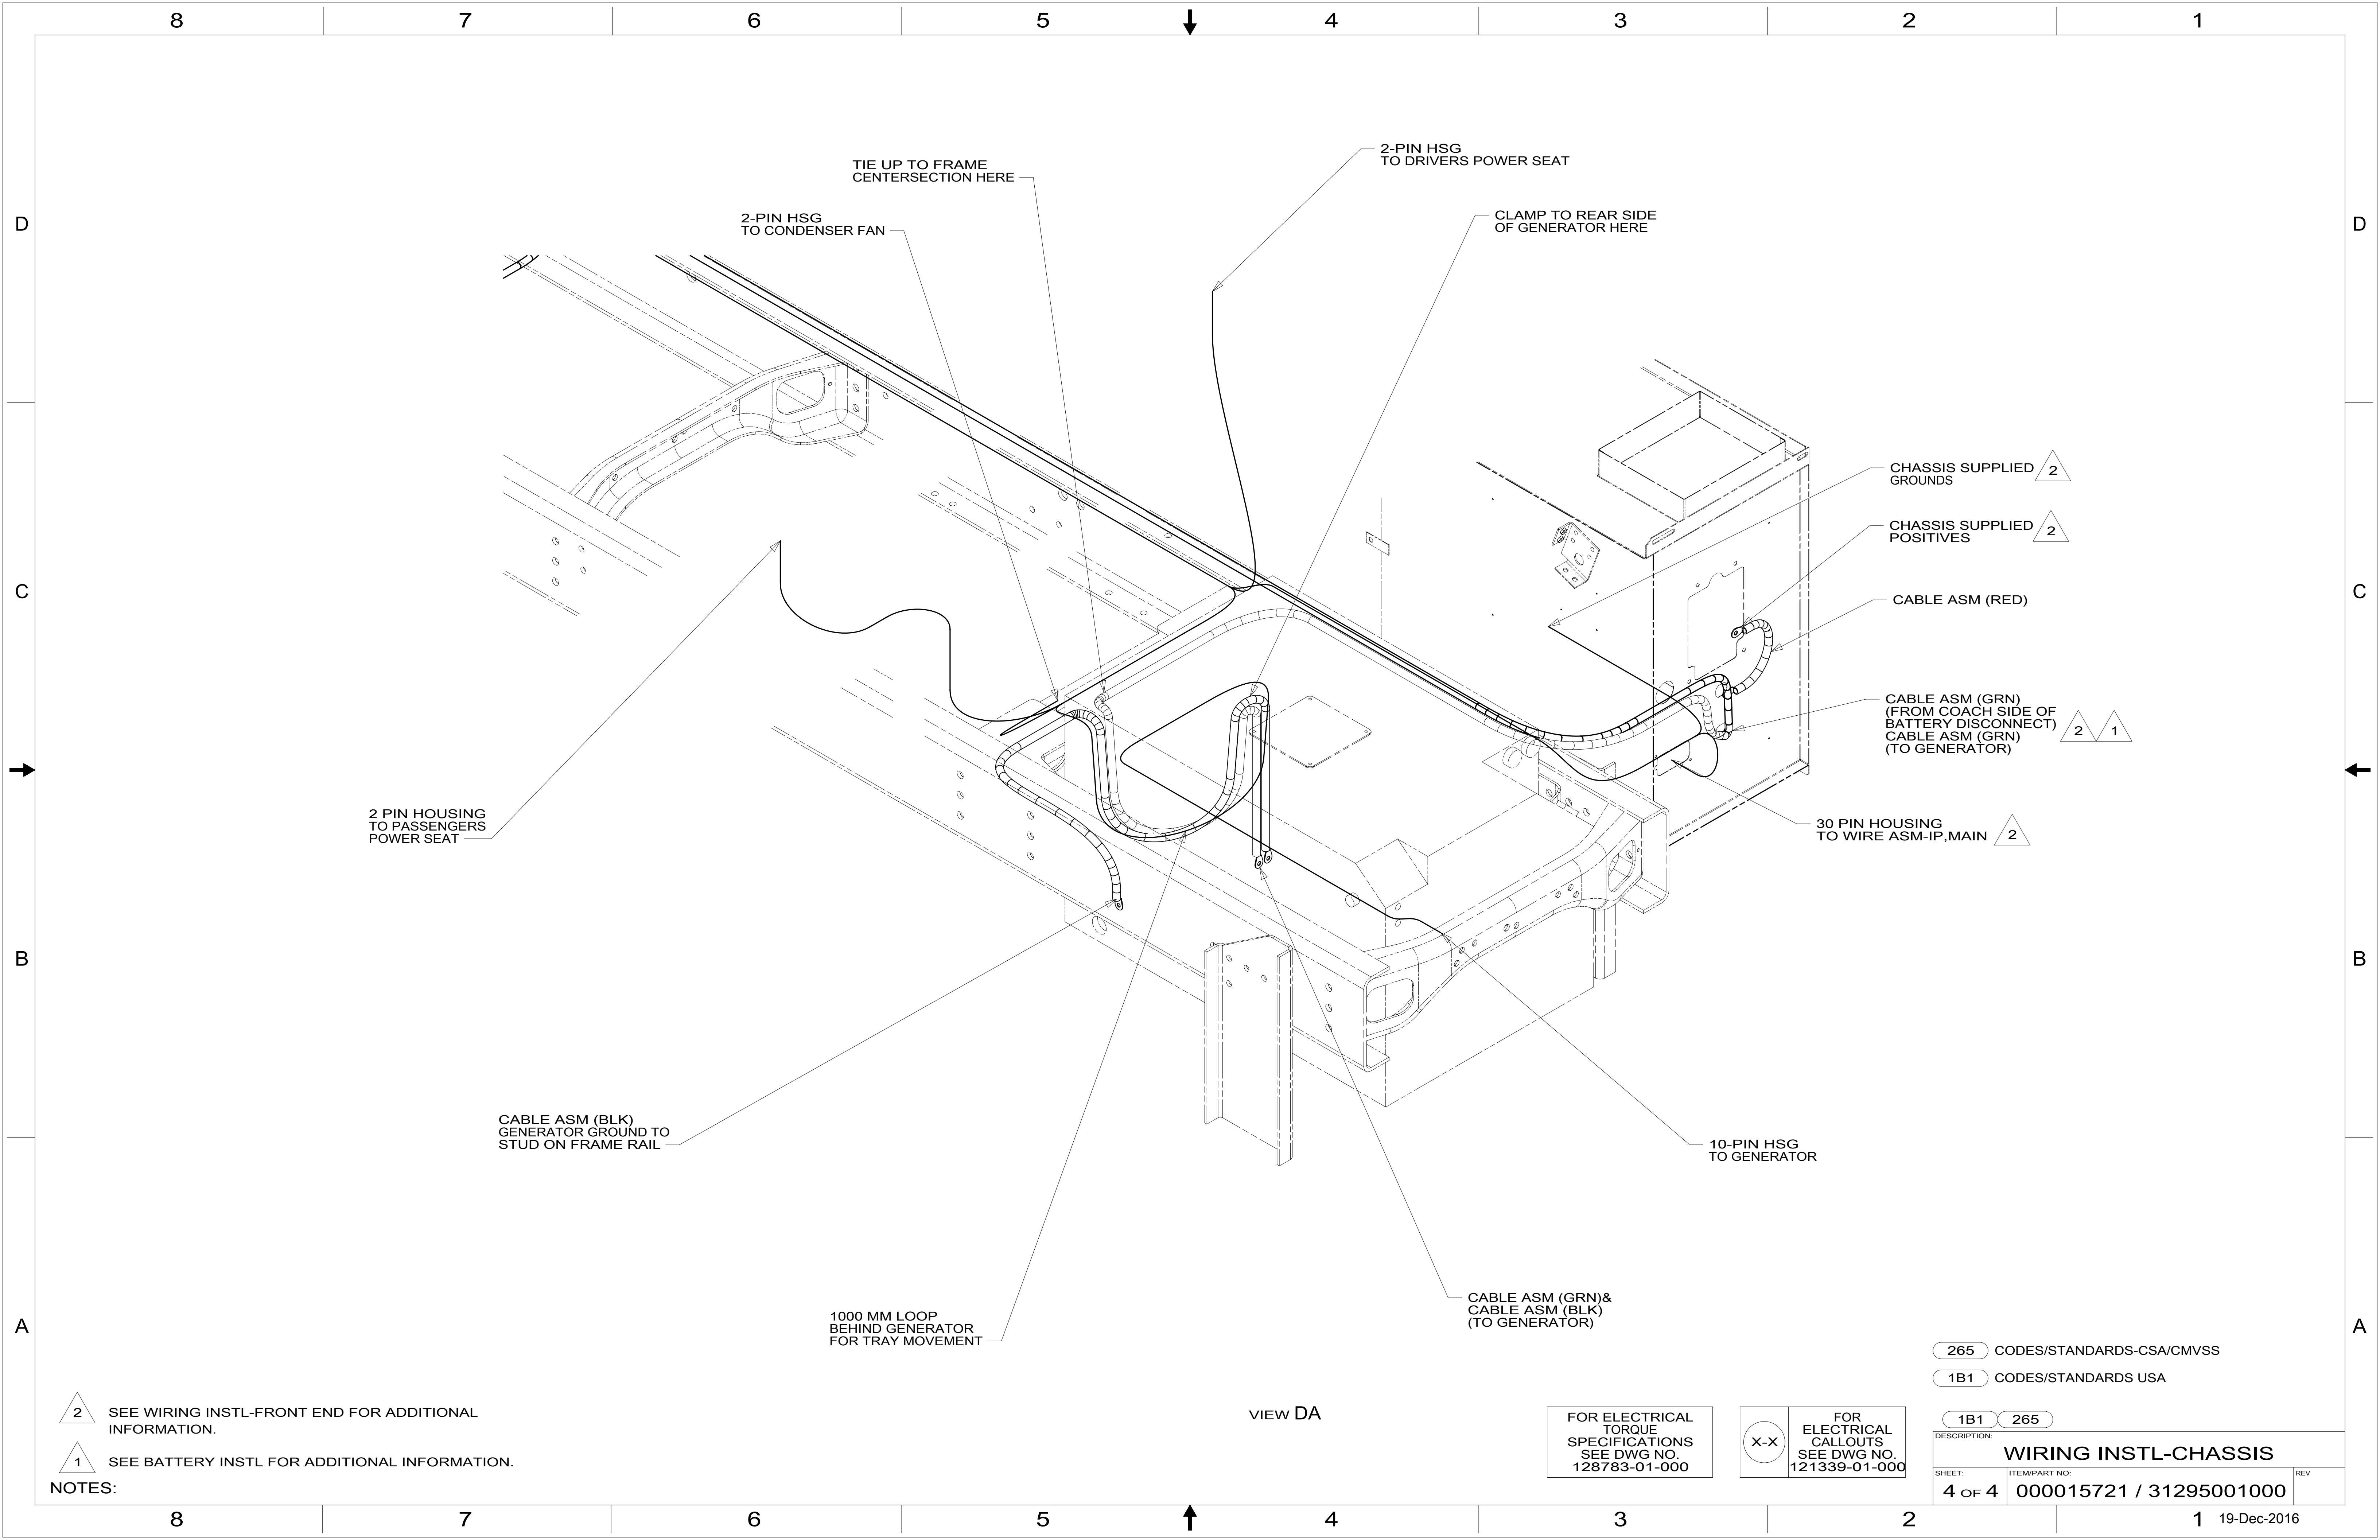 8 7 6 5 4 3 2 1
TIE UP TO FRAME
CENTERSECTION HERE
2-PIN HSG
TO DRIVERS POWER SEAT
2-PIN HSG
TO CONDENSER FAN
CLAMP TO REAR SIDE
OF GENERATOR HERE
D
D
CHASSIS SUPPLIED 2
GROUNDS
CHASSIS SUPPLIED 2
POSITIVES
C
C
CABLE ASM (RED)
CABLE ASM (GRN)
(FROM COACH SIDE OF
BATTERY DISCONNECT) 2 1
CABLE ASM (GRN)
(TO GENERATOR)
2 PIN HOUSING
TO PASSENGERS
POWER SEAT
30 PIN HOUSING
TO WIRE ASM-IP,MAIN 2
B
B
CABLE ASM (BLK)
GENERATOR GROUND TO
STUD ON FRAME RAIL
10-PIN HSG
TO GENERATOR
1000 MM LOOP
BEHIND GENERATOR
FOR TRAY MOVEMENT
CABLE ASM (GRN)&
CABLE ASM (BLK)
(TO GENERATOR)
A
A
265 CODES/STANDARDS-CSA/CMVSS
1B1 CODES/STANDARDS USA
2 SEE WIRING INSTL-FRONT END FOR ADDITIONAL
INFORMATION.
1 SEE BATTERY INSTL FOR ADDITIONAL INFORMATION.
NOTES:
VIEW DA
FOR ELECTRICAL
TORQUE
SPECIFICATIONS
SEE DWG NO.
128783-01-000
X-X
FOR
ELECTRICAL
CALLOUTS
SEE DWG NO.
121339-01-000
1B1 265
DESCRIPTION:
WIRING INSTL-CHASSIS
SHEET:
4 OF 4
ITEM/PART NO:
000015721 / 31295001000
REV
8 7 6 5 4 3 2 1
19-Dec-2016